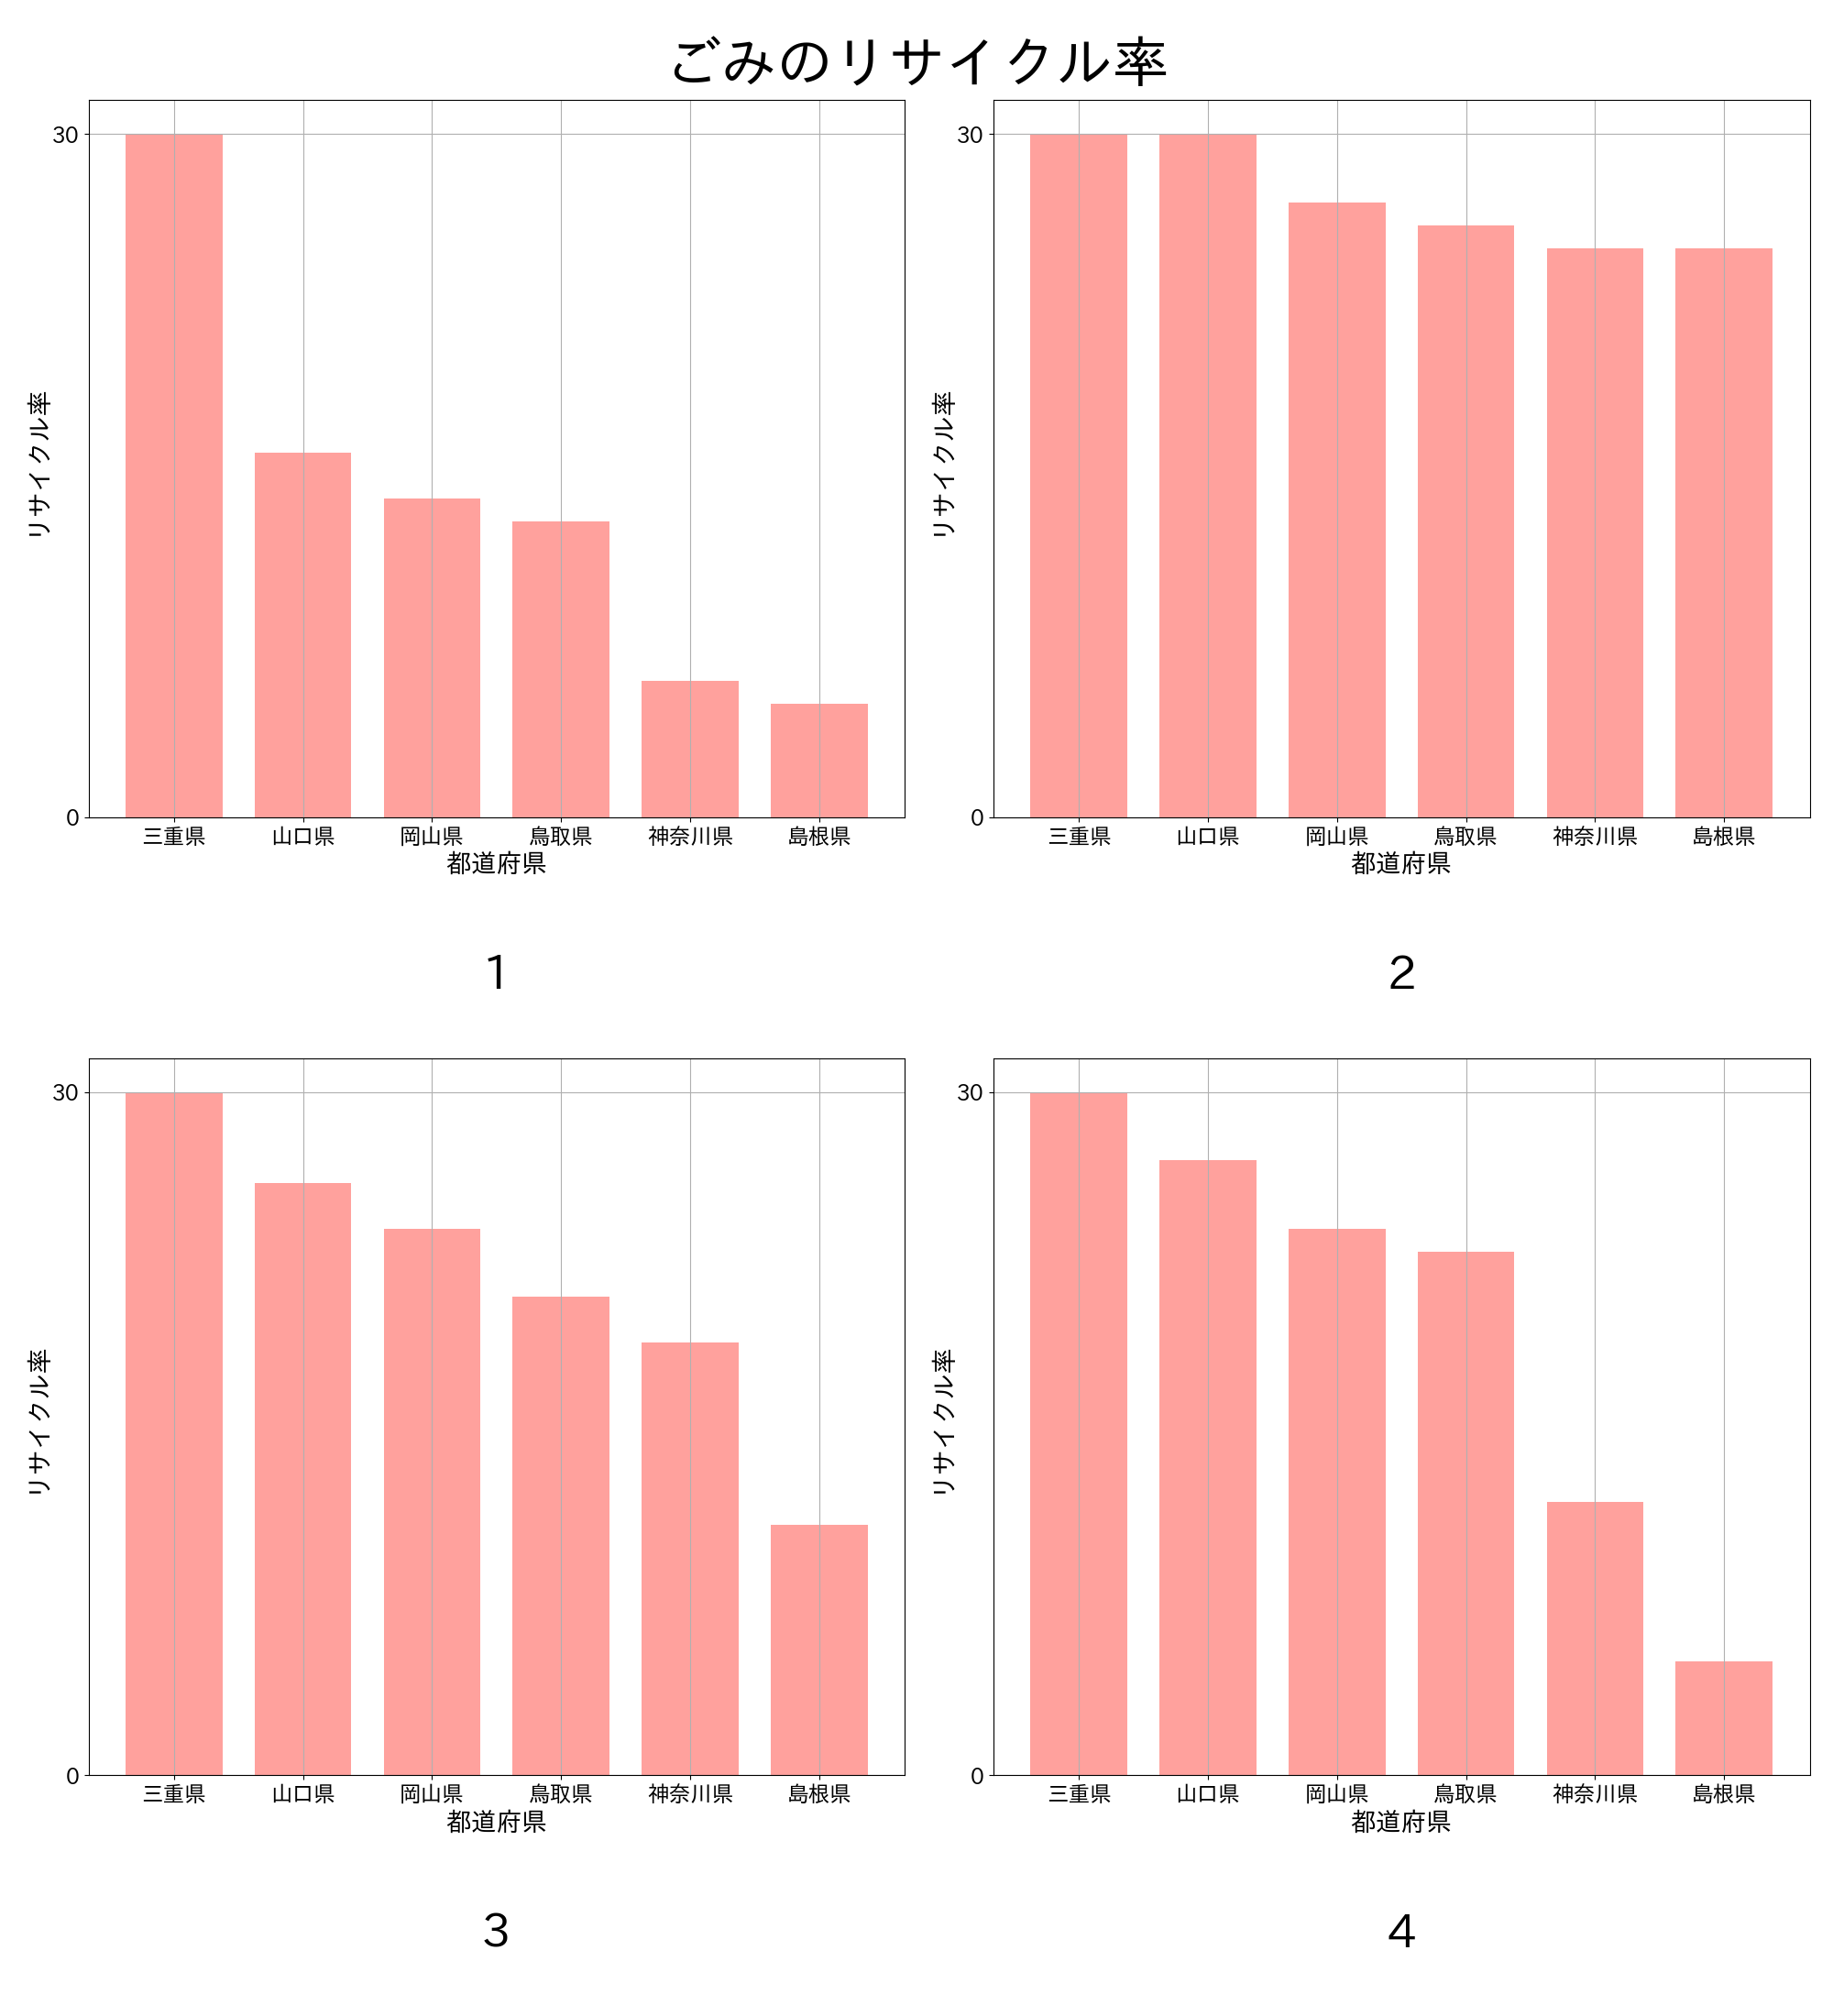 ごみのリサイクル率
30
0
リサイクル率
三重県 山口県 岡山県 鳥取県 神奈川県 島根県
都道府県
1
30
0
リサイクル率
三重県 山口県 岡山県 鳥取県 神奈川県 島根県
都道府県
2
30
0
リサイクル率
三重県 山口県 岡山県 鳥取県 神奈川県 島根県
都道府県
3
30
0
リサイクル率
三重県 山口県 岡山県 鳥取県 神奈川県 島根県
都道府県
4